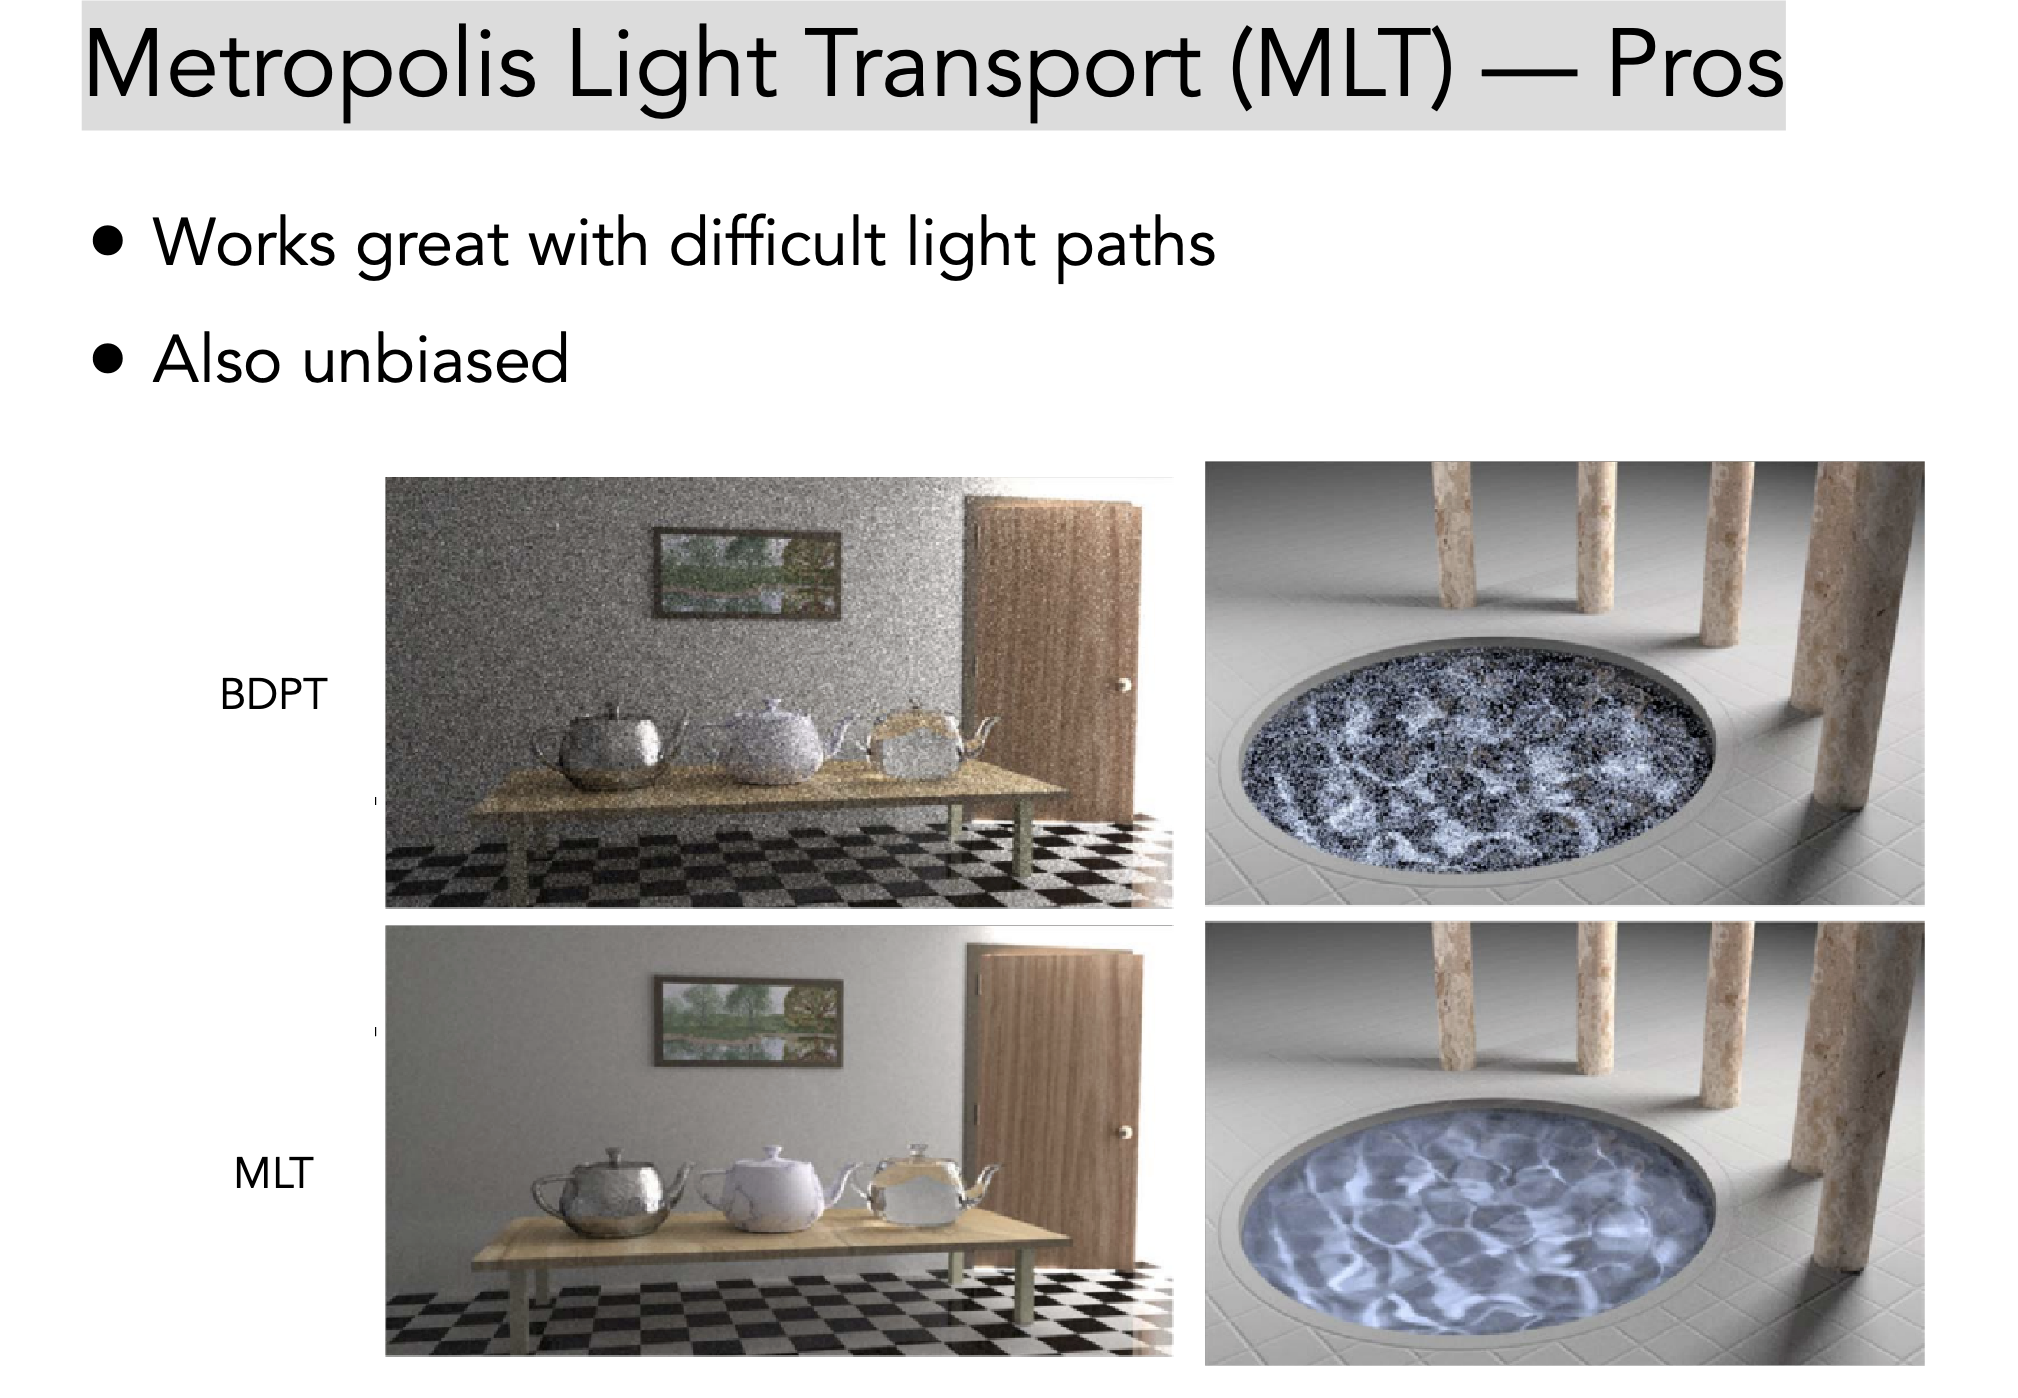 Metropolis Light Transport (MLT) — Pros
● Works great with difficult light paths
● Also unbiased
BDPT
MLT